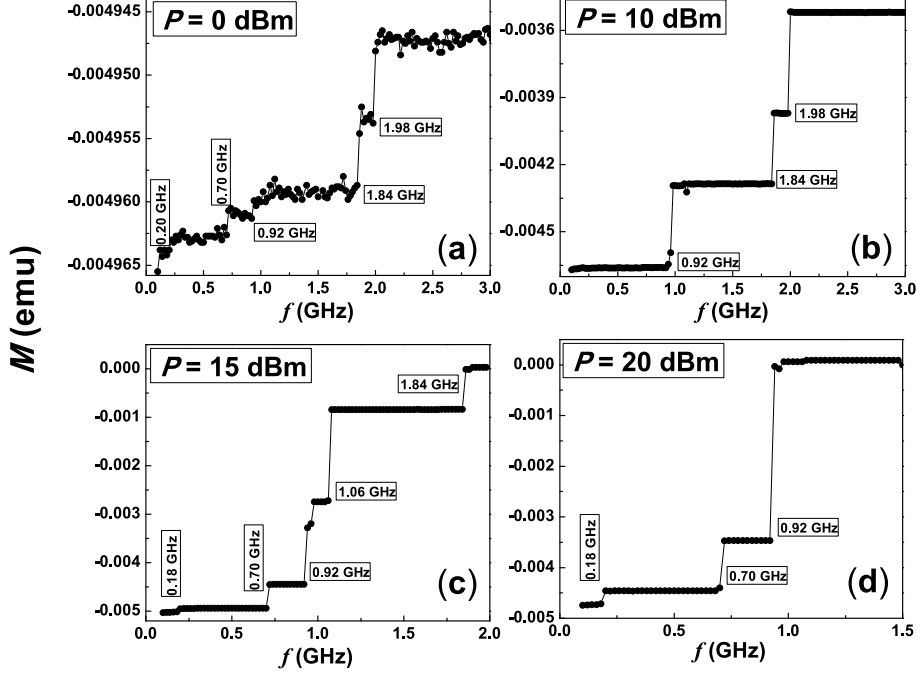 M (emu)
P = 0 dBm
-0.004945
-0.004950
-0.004955
-0.004960
-0.004965
0.20 GHz
0.70 GHz
0.92 GHz
1.84 GHz
1.98 GHz
(a)
0.0 0.5 1.0 1.5 2.0 2.5 3.0
f (GHz)
P = 10 dBm
-0.0036
-0.0039
-0.0042
-0.0045
0.92 GHz
1.84 GHz
1.98 GHz
(b)
0.0 0.5 1.0 1.5 2.0 2.5 3.0
f (GHz)
P = 15 dBm
0.000
-0.001
-0.002
-0.003
-0.004
-0.005
0.18 GHz
0.70 GHz
0.92 GHz
1.06 GHz
1.84 GHz
(c)
0.0 0.5 1.0 1.5 2.0
f (GHz)
P = 20 dBm
0.000
-0.001
-0.002
-0.003
-0.004
-0.005
0.18 GHz
0.70 GHz
0.92 GHz
(d)
0.0 0.5 1.0 1.5
f (GHz)